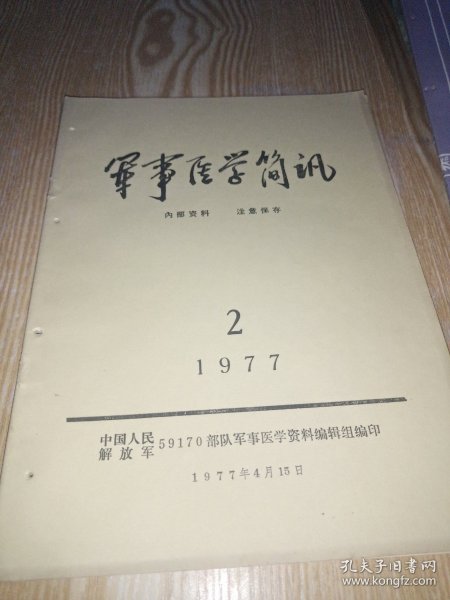 军事医学简讯
内部资料 注意保存
2
1977
中国人民
解放军
59170部队军事医学资料编辑组编印
1977年4月15日
孔夫子旧书网
www.kongfz.com